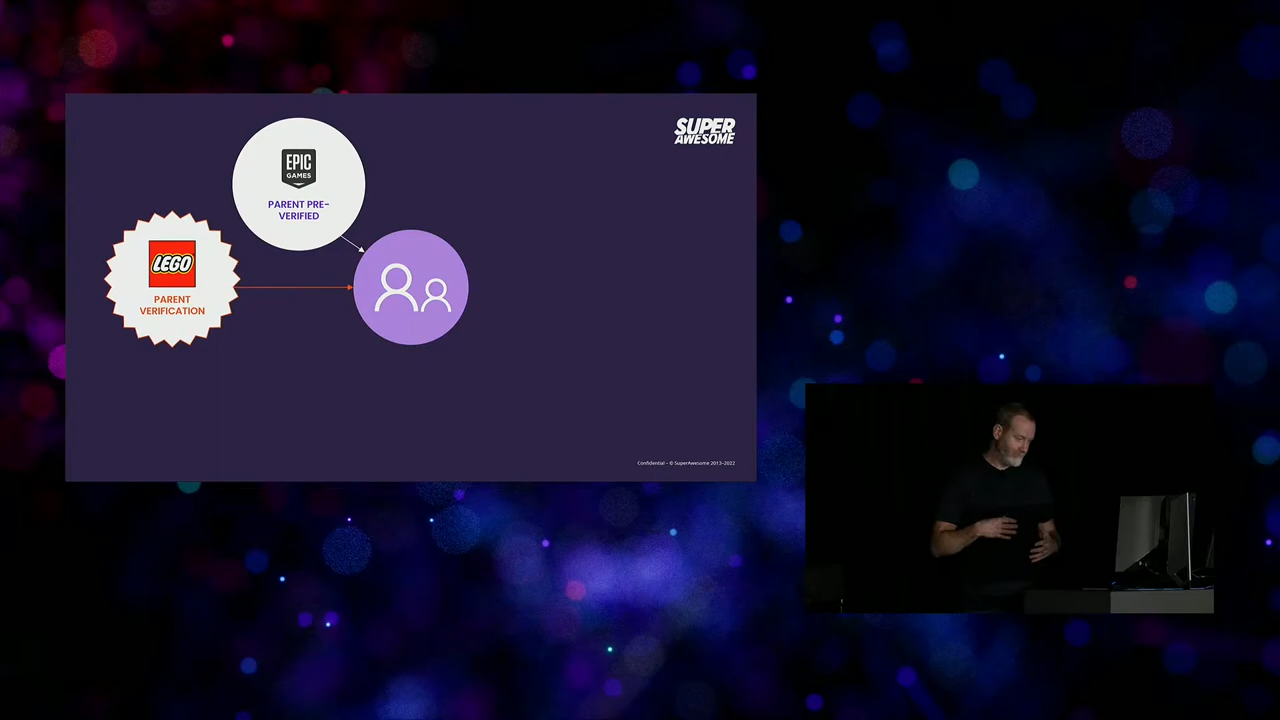 SUPER
AWESOME
EPIC
GAMES
PARENT PRE-
VERIFIED
LEGO
PARENT
VERIFICATION
Confidential - © SuperAwesome 2013-2022